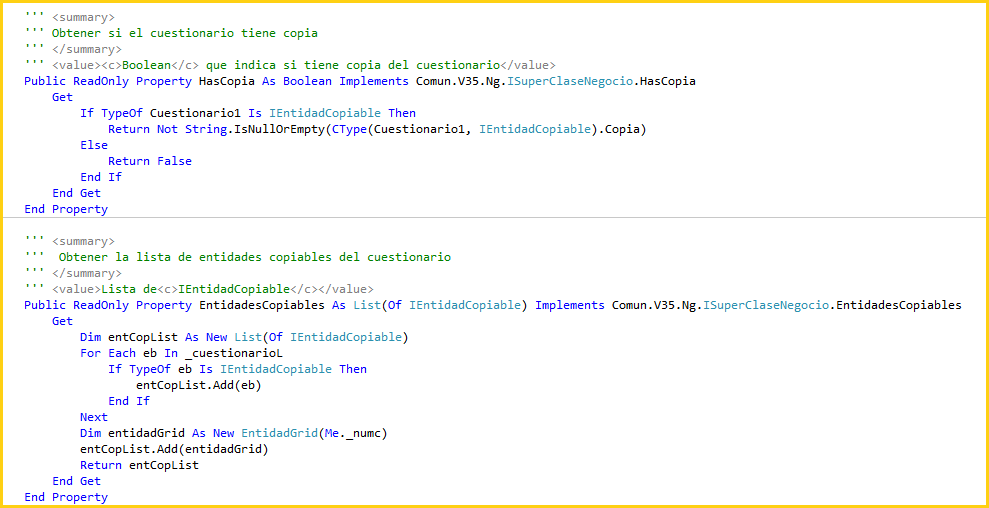 ''' <summary>
''' Obtener si el cuestionario tiene copia
''' </summary>
''' <value><c>Boolean</c> que indica si tiene copia del cuestionario</value>
Public ReadOnly Property HasCopia As Boolean Implements Comun.V35.Ng.ISuperClaseNegocio.HasCopia
    Get
        If TypeOf Cuestionario1 Is IEntidadCopiable Then
            Return Not String.IsNullOrEmpty(CType(Cuestionario1, IEntidadCopiable).Copia)
        Else
            Return False
        End If
    End Get
End Property
''' <summary>
'''  Obtener la lista de entidades copiables del cuestionario
''' </summary>
''' <value>Lista de<c>IEntidadCopiable</c></value>
Public ReadOnly Property EntidadesCopiables As List(Of IEntidadCopiable) Implements Comun.V35.Ng.ISuperClaseNegocio.EntidadesCopiables
    Get
        Dim entCopList As New List(Of IEntidadCopiable)
        For Each eb In _cuestionarioL
            If TypeOf eb Is IEntidadCopiable Then
                entCopList.Add(eb)
            End If
        Next
        Dim entidadGrid As New EntidadGrid(Me._numc)
        entCopList.Add(entidadGrid)
        Return entCopList
    End Get
End Property